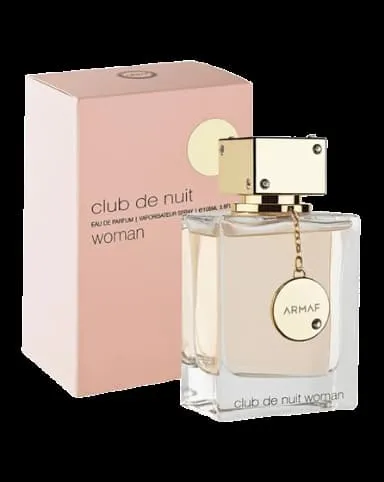 club de nuit
EAU DE PARFUM | VAPORISATEUR SPRAY |
woman
ARMAF
club de nuit woman